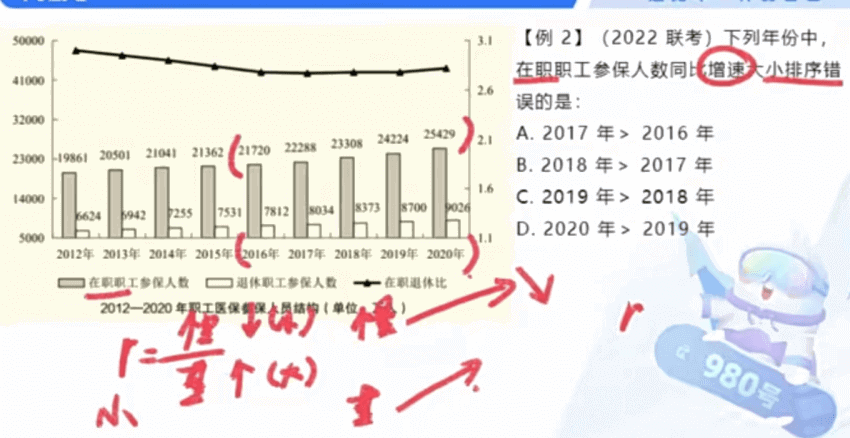 【例 2】（2022 联考）下列年份中，
在职职工参保人数同比增速大小排序错
误的是：
A. 2017 年＞ 2016 年
B. 2018 年＞ 2017 年
C. 2019 年＞ 2018 年
D. 2020 年＞ 2019 年
50000 3.1
41000 2.6
32000 2.1
23000 1.6
14000
5000 1.1
19861 20501 21041 21362 21720 22288 23308 24224 25429
6624 6942 7255 7531 7812 8034 8373 8700 9026
2012年 2013年 2014年 2015年 2016年 2017年 2018年 2019年 2020年
在职职工参保人数 退休职工参保人数 在职退休比
2012—2020 年职工医保参保人员结构（单位
r =
↓(小)
↑(大)
小
r
980号